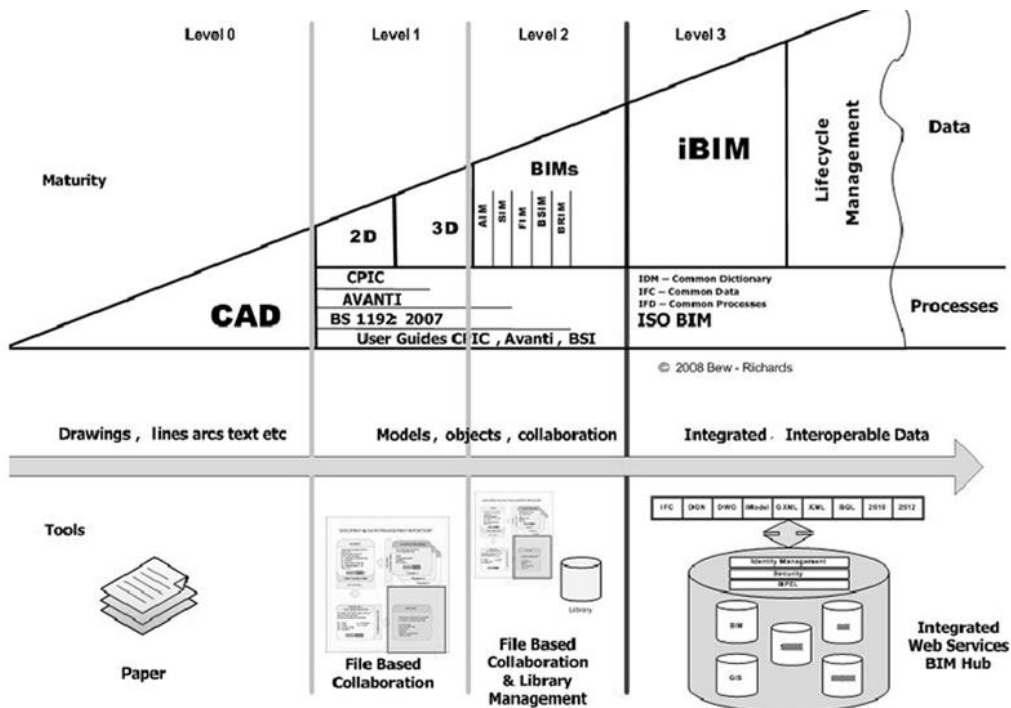 Level 0
Level 1
Level 2
Level 3
Maturity
2D
3D
BIMs
AIM
SIM
FIM
BSIM
BRIM
iBIM
Lifecycle
Management
Data
CAD
CPIC
AVANTI
BS 1192: 2007
User Guides CPIC , Avanti , BSI
IDM – Common Dictionary
IFC – Common Data
IFD – Common Processes
ISO BIM
Processes
© 2008 Bew - Richards
Drawings , lines arcs text etc
Models , objects , collaboration
Integrated , Interoperable Data
Tools
Paper
File Based
Collaboration
Library
File Based
Collaboration
& Library
Management
IFC
DGN
DWG
iModel
XML
2010
2012
Identity Management
Security
BPEL
BIM
GIS
Integrated
Web Services
BIM Hub